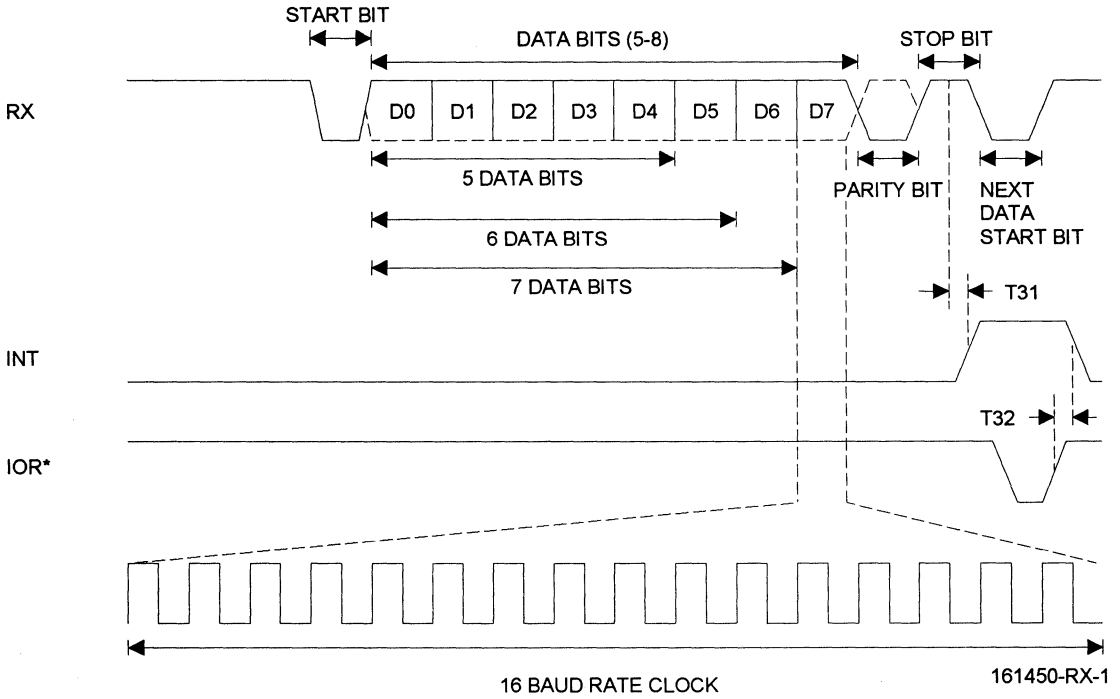 START BIT
DATA BITS (5-8)
STOP BIT
RX
D0 D1 D2 D3 D4 D5 D6 D7
5 DATA BITS
PARITY BIT
NEXT
DATA
START BIT
6 DATA BITS
7 DATA BITS
T31
INT
T32
IOR*
16 BAUD RATE CLOCK
161450-RX-1